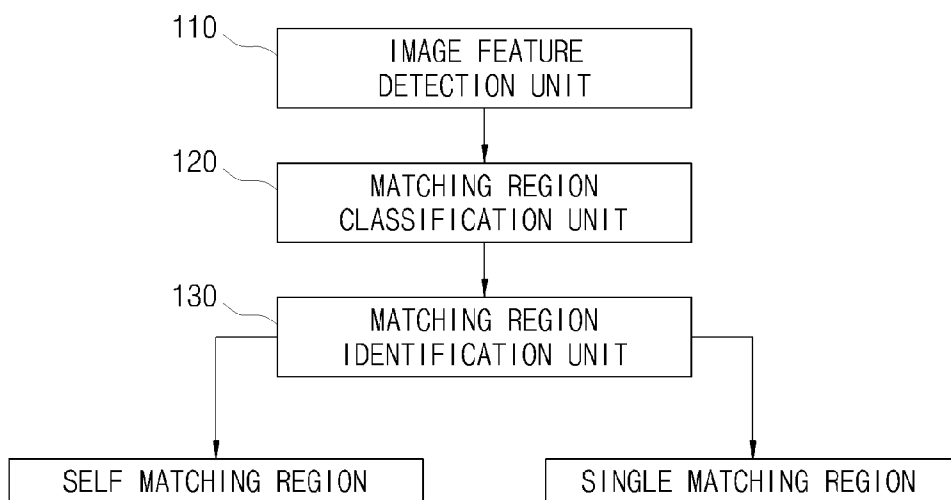 110
IMAGE FEATURE
DETECTION UNIT
120
MATCHING REGION
CLASSIFICATION UNIT
130
MATCHING REGION
IDENTIFICATION UNIT
SELF MATCHING REGION
SINGLE MATCHING REGION